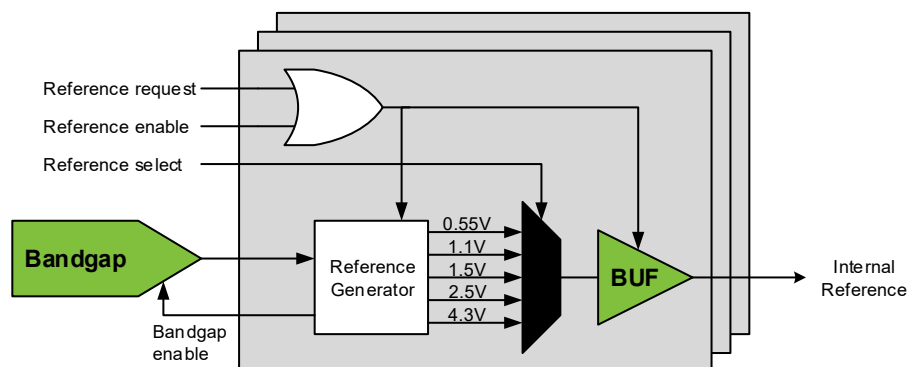 Reference request
Reference enable
Reference select
Bandgap
Reference
Generator
0.55V
1.1V
1.5V
2.5V
4.3V
BUF
Internal
Reference
Bandgap
enable